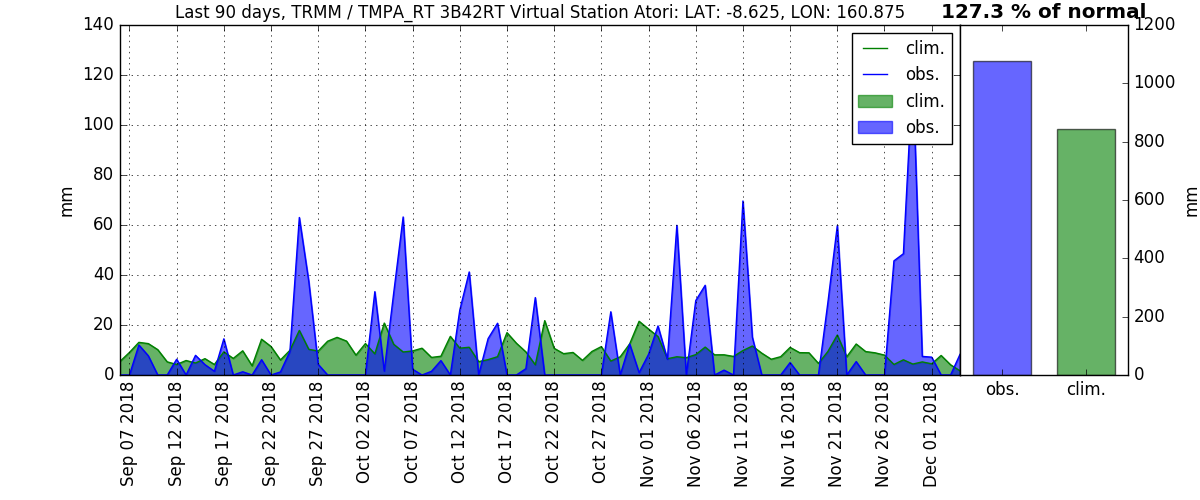 Last 90 days, TRMM / TMPA_RT 3B42RT Virtual Station Atori: LAT: -8.625, LON: 160.875
127.3 % of normal
140
120
100
80
60
40
20
0
mm
clim.
obs.
clim.
obs.
Sep 07 2018
Sep 12 2018
Sep 17 2018
Sep 22 2018
Sep 27 2018
Oct 02 2018
Oct 07 2018
Oct 12 2018
Oct 17 2018
Oct 22 2018
Oct 27 2018
Nov 01 2018
Nov 06 2018
Nov 11 2018
Nov 16 2018
Nov 21 2018
Nov 26 2018
Dec 01 2018
1200
1000
800
600
400
200
0
mm
obs.
clim.